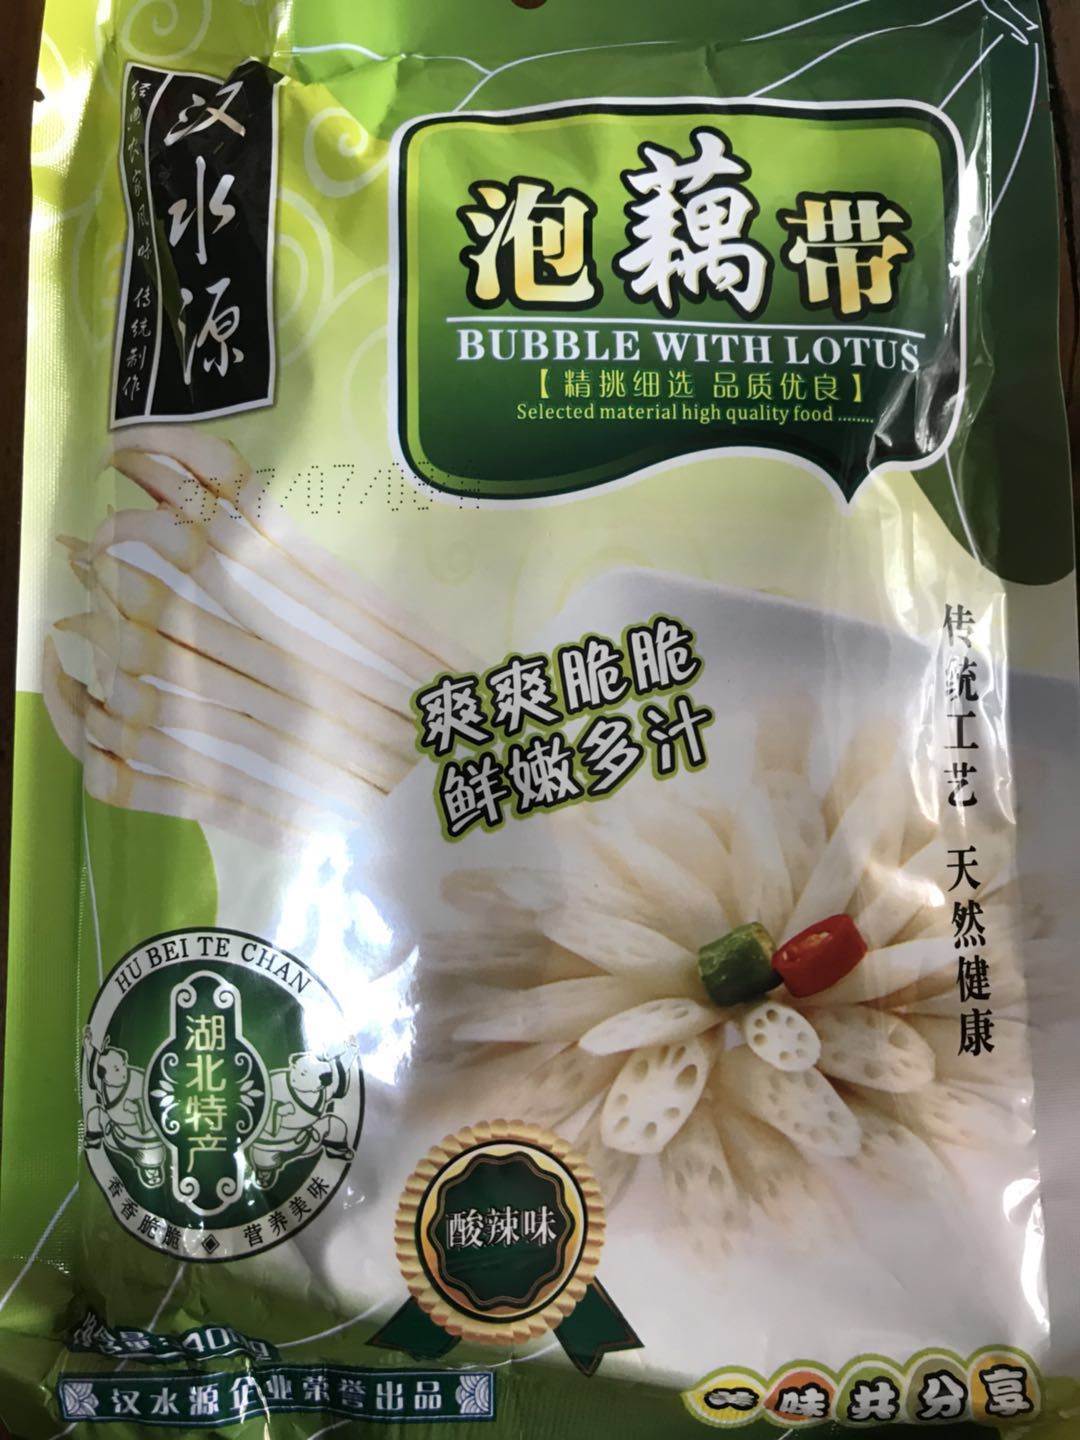 汉水源
经典农家风味 传统制作
泡藕带
BUBBLE WITH LOTUS
【精挑细选 品质优良】
Selected material high quality food ........
爽爽脆脆
鲜嫩多汁
传统工艺 天然健康
HU BEI TE CHAN
湖北特产
香香脆脆 ◈ 营养美味
酸辣味
汉水源企业荣誉出品
一味共分享